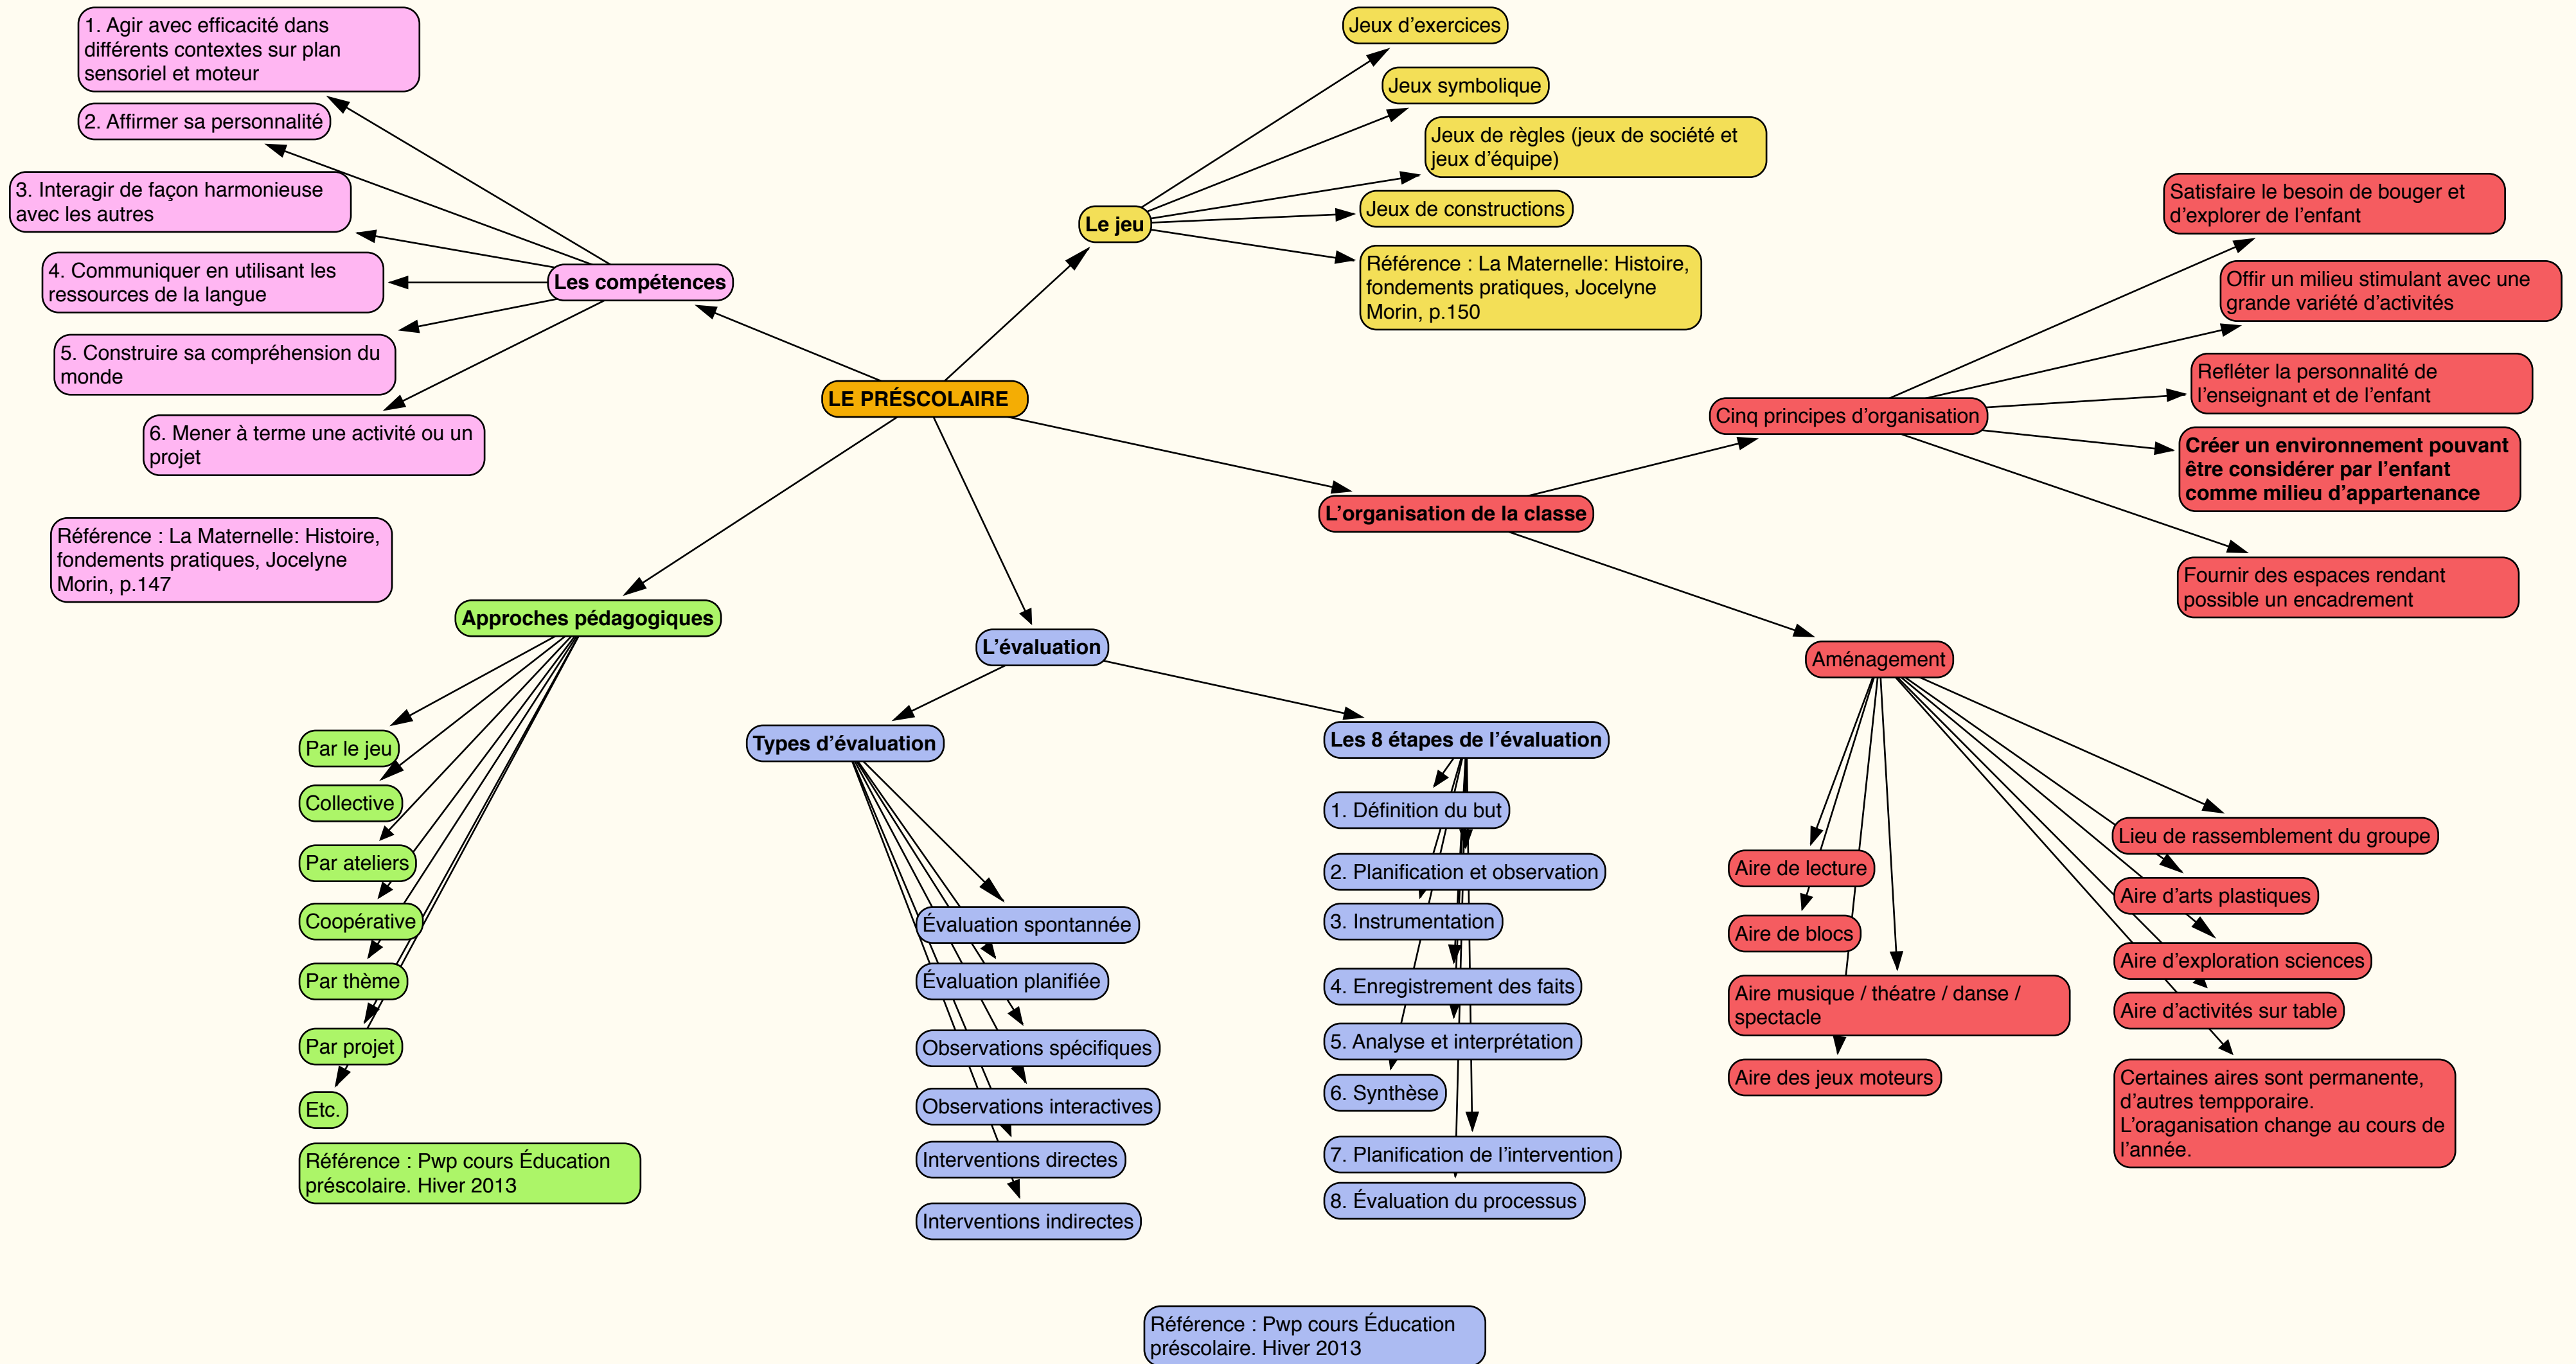 1. Agir avec efficacité dans
différents contextes sur plan
sensoriel et moteur
2. Affirmer sa personnalité
3. Interagir de façon harmonieuse
avec les autres
4. Communiquer en utilisant les
ressources de la langue
5. Construire sa compréhension du
monde
6. Mener à terme une activité ou un
projet
Référence : La Maternelle: Histoire,
fondements pratiques, Jocelyne
Morin, p.147
Les compétences
Jeux d’exercices
Jeux symbolique
Jeux de règles (jeux de société et
jeux d’équipe)
Jeux de constructions
Référence : La Maternelle: Histoire,
fondements pratiques, Jocelyne
Morin, p.150
Le jeu
LE PRÉSCOLAIRE
L’organisation de la classe
Cinq principes d’organisation
Satisfaire le besoin de bouger et
d’explorer de l’enfant
Offir un milieu stimulant avec une
grande variété d’activités
Refléter la personnalité de
l’enseignant et de l’enfant
Créer un environnement pouvant
être considérer par l’enfant
comme milieu d’appartenance
Fournir des espaces rendant
possible un encadrement
Approches pédagogiques
Par le jeu
Collective
Par ateliers
Coopérative
Par thème
Par projet
Etc.
Référence : Pwp cours Éducation
préscolaire. Hiver 2013
L’évaluation
Types d’évaluation
Évaluation spontannée
Évaluation planifiée
Observations spécifiques
Observations interactives
Interventions directes
Interventions indirectes
Les 8 étapes de l’évaluation
1. Définition du but
2. Planification et observation
3. Instrumentation
4. Enregistrement des faits
5. Analyse et interprétation
6. Synthèse
7. Planification de l’intervention
8. Évaluation du processus
Référence : Pwp cours Éducation
préscolaire. Hiver 2013
Aménagement
Aire de lecture
Aire de blocs
Aire musique / théatre / danse /
spectacle
Aire des jeux moteurs
Lieu de rassemblement du groupe
Aire d’arts plastiques
Aire d’exploration sciences
Aire d’activités sur table
Certaines aires sont permanente,
d’autres tempporaire.
L’oraganisation change au cours de
l’année.